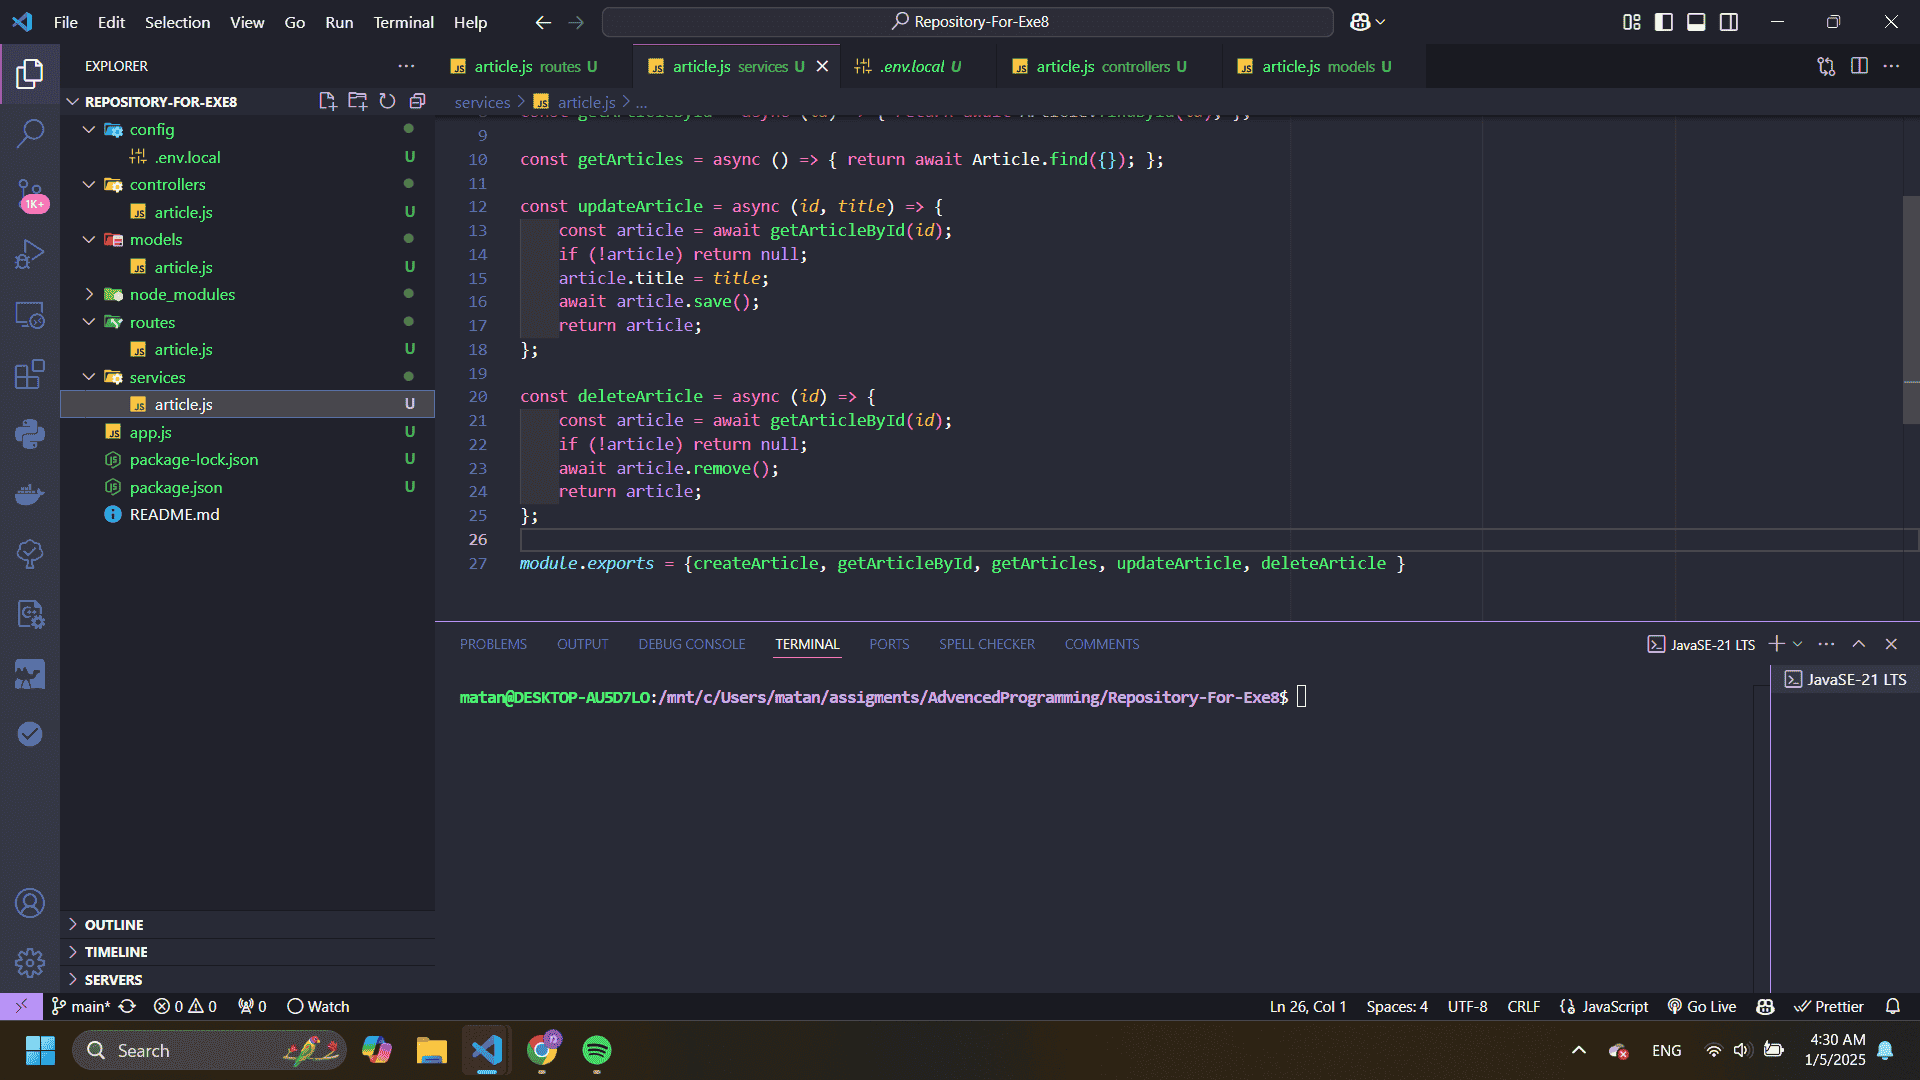 File Edit Selection View Go Run Terminal Help
Repository-For-Exe8
EXPLORER
REPOSITORY-FOR-EXE8
config
.env.local U
controllers
article.js U
models
article.js U
node_modules
routes
article.js U
services
article.js U
app.js U
package-lock.json U
package.json U
README.md
OUTLINE
TIMELINE
SERVERS
1K+
article.js routes U
article.js services U
.env.local U
article.js controllers U
article.js models U
services > article.js > ...
const getArticleById = async (id) => { return await Article.findById(id); };
9
10 const getArticles = async () => { return await Article.find({}); };
11
12 const updateArticle = async (id, title) => {
13 const article = await getArticleById(id);
14 if (!article) return null;
15 article.title = title;
16 await article.save();
17 return article;
18 };
19
20 const deleteArticle = async (id) => {
21 const article = await getArticleById(id);
22 if (!article) return null;
23 await article.remove();
24 return article;
25 };
26
27 module.exports = {createArticle, getArticleById, getArticles, updateArticle, deleteArticle }
PROBLEMS OUTPUT DEBUG CONSOLE TERMINAL PORTS SPELL CHECKER COMMENTS
JavaSE-21 LTS
matan@DESKTOP-AU5D7LO:/mnt/c/Users/matan/assigments/AdvencedProgramming/Repository-For-Exe8$
JavaSE-21 LTS
main* 0 0 0 Watch
Ln 26, Col 1 Spaces: 4 UTF-8 CRLF JavaScript Go Live Prettier
Search
ENG
4:30 AM
1/5/2025